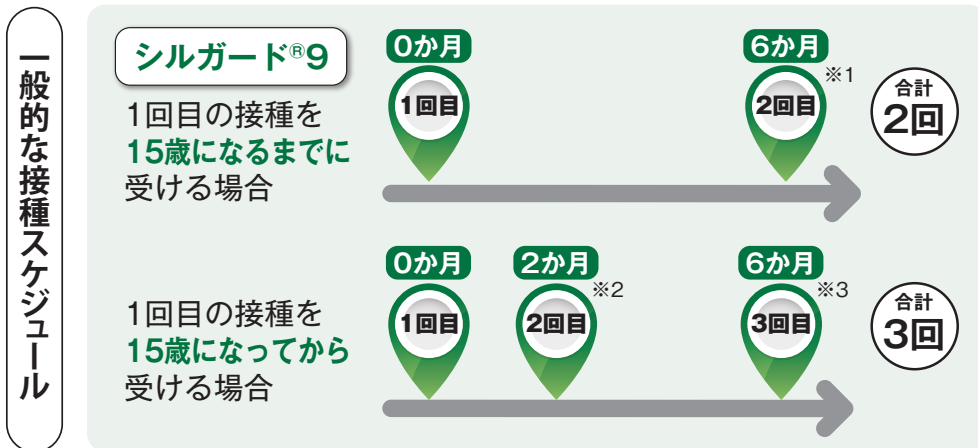 一般的な接種スケジュール
シルガード®9
1回目の接種を
15歳になるまでに
受ける場合
0か月
1回目
6か月
※1
2回目
合計
2回
1回目の接種を
15歳になってから
受ける場合
0か月
1回目
2か月
※2
2回目
6か月
※3
3回目
合計
3回